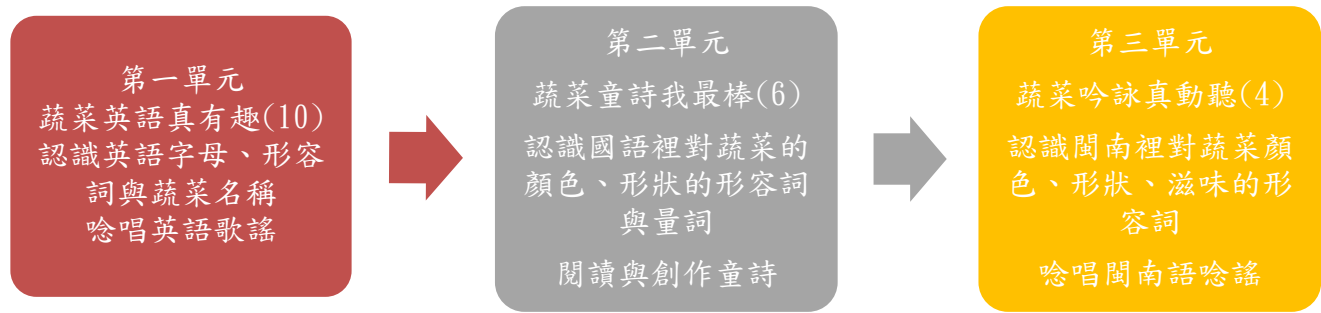 第一單元
蔬菜英語真有趣(10)
認識英語字母、形容
詞與蔬菜名稱
唸唱英語歌謠
第二單元
蔬菜童詩我最棒(6)
認識國語裡對蔬菜的
顏色、形狀的形容詞
與量詞
閱讀與創作童詩
第三單元
蔬菜吟詠真動聽(4)
認識閩南裡對蔬菜顏
色、形狀、滋味的形
容詞
唸唱閩南語唸謠